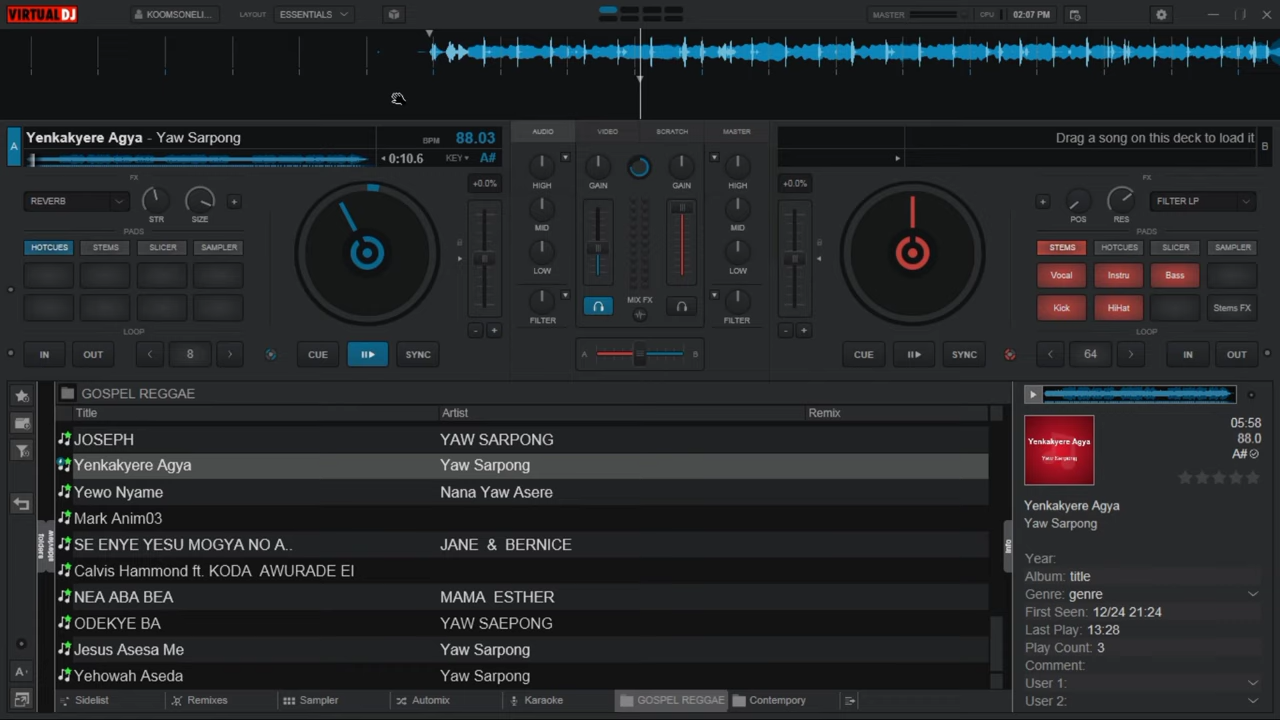 VIRTUAL DJ
KOOMSONELI...
LAYOUT ESSENTIALS
MASTER
CPU
02:07 PM
A
Yenkakyere Agya - Yaw Sarpong
BPM 88.03
0:10.6 KEY A#
AUDIO VIDEO SCRATCH MASTER
Drag a song on this deck to load it
B
FX
REVERB
STR SIZE
+0.0%
HIGH GAIN GAIN HIGH
+0.0%
FX
POS RES
FILTER LP
PADS
HOTCUES STEMS SLICER SAMPLER
MID MID
PADS
STEMS HOTCUES SLICER SAMPLER
LOW LOW
Vocal Instru Bass
MIX FX
Kick HiHat Stems FX
FILTER FILTER
LOOP
IN OUT 8
CUE SYNC
A B
CUE SYNC
LOOP
64 IN OUT
GOSPEL REGGAE
Title Artist Remix
JOSEPH YAW SARPONG
Yenkakyere Agya Yaw Sarpong
Yewo Nyame Nana Yaw Asere
Mark Anim03
SE ENYE YESU MOGYA NO A.. JANE & BERNICE
Calvis Hammond ft. KODA AWURADE EI
NEA ABA BEA MAMA ESTHER
ODEKYE BA YAW SAEPONG
Jesus Asesa Me Yaw Sarpong
Yehowah Aseda Yaw Sarpong
folders
sideview
info
05:58
88.0
A#
Yenkakyere Agya
Yaw Sarpong
Yenkakyere Agya
Yaw Sarpong
Year:
Album: title
Genre: genre
First Seen: 12/24 21:24
Last Play: 13:28
Play Count: 3
Comment:
User 1:
User 2:
A
Sidelist Remixes Sampler Automix Karaoke GOSPEL REGGAE Contempory